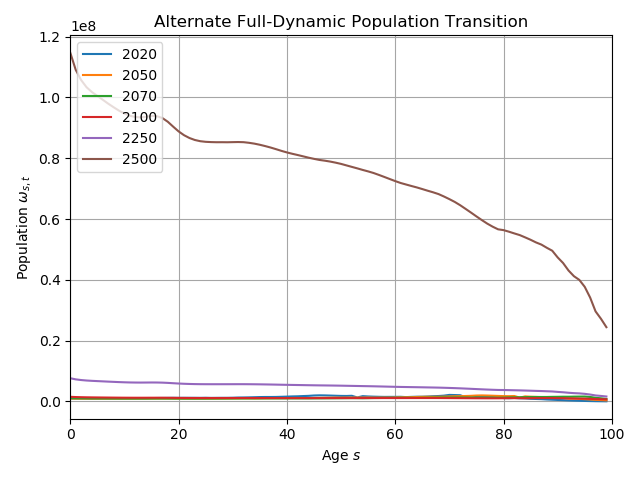 Alternate Full-Dynamic Population Transition
1e8
1.2
1.0
0.8
0.6
0.4
0.2
0.0
Population ω_{s,t}
2020
2050
2070
2100
2250
2500
0 20 40 60 80 100
Age s